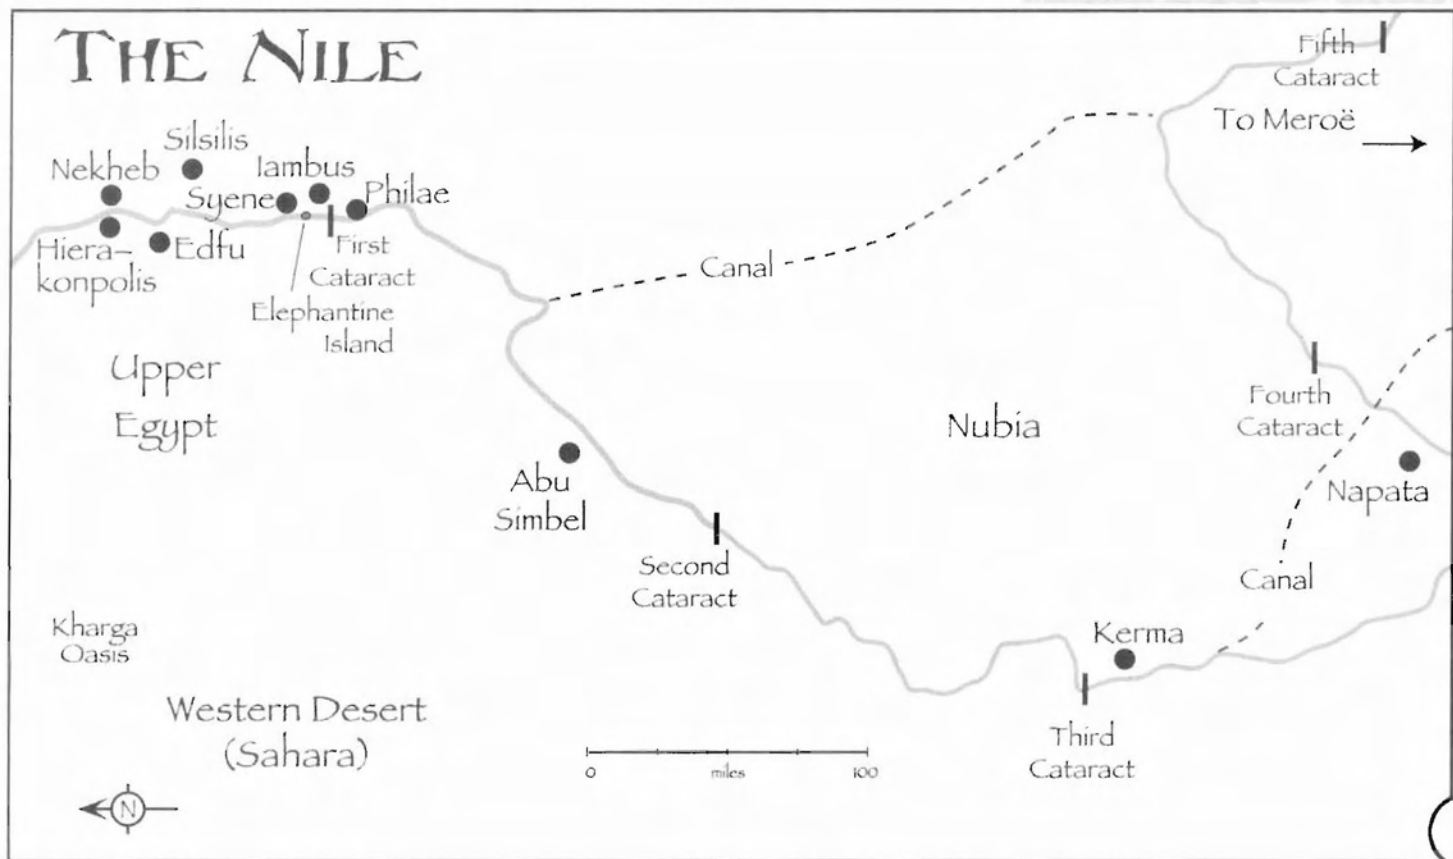 THE NILE
Fifth
Cataract
To Meroë
Silsilis
Nekheb
Iambus
Syene
Philae
Hiera–
konpolis
Edfu
First
Cataract
Elephantine
Island
Canal
Upper
Egypt
Nubia
Fourth
Cataract
Abu
Simbel
Napata
Second
Cataract
Canal
Kharga
Oasis
Kerma
Western Desert
(Sahara)
Third
Cataract
0 miles 100
N